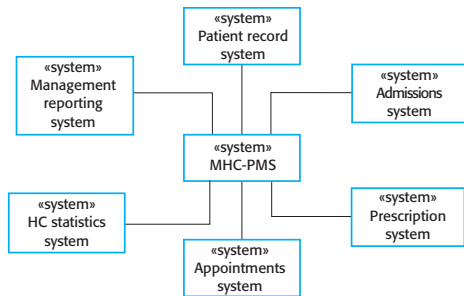 «system»
Patient record
system
«system»
Management
reporting
system
«system»
Admissions
system
«system»
MHC-PMS
«system»
HC statistics
system
«system»
Prescription
system
«system»
Appointments
system